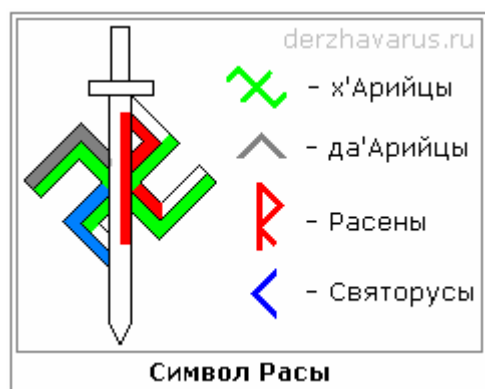 derzhavarus.ru
- х'Арийцы
- да'Арийцы
- Расены
- Святорусы
Символ Расы